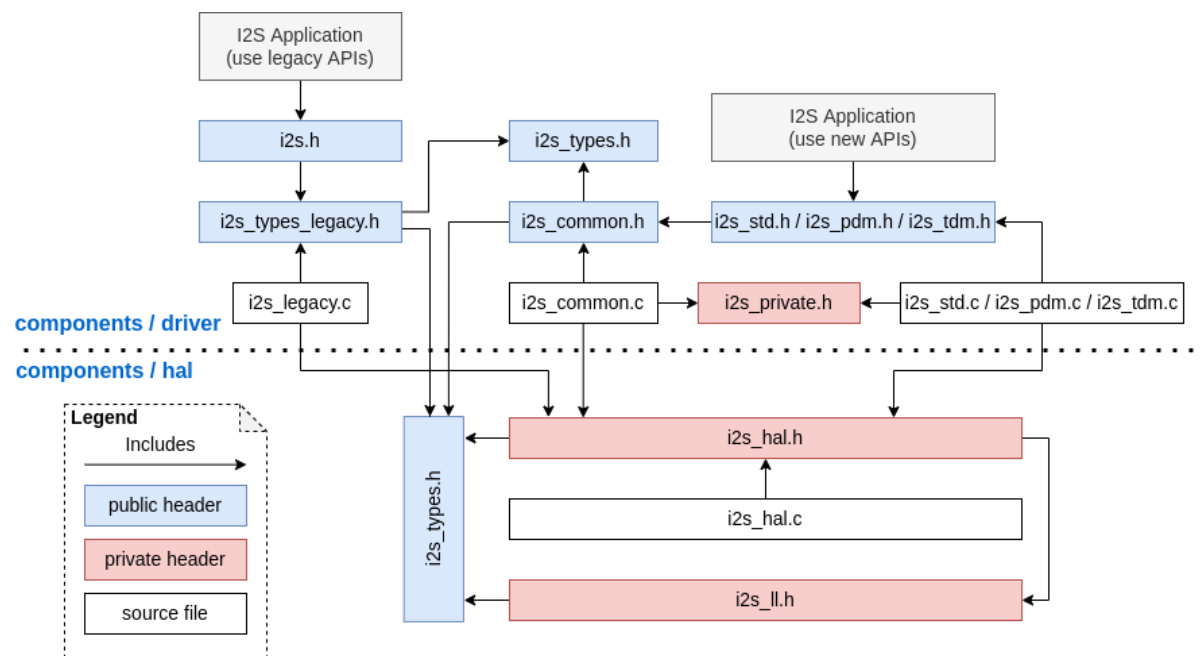 I2S Application
(use legacy APIs)
I2S Application
(use new APIs)
i2s.h
i2s_types.h
i2s_types_legacy.h
i2s_common.h
i2s_std.h / i2s_pdm.h / i2s_tdm.h
i2s_legacy.c
i2s_common.c
i2s_private.h
i2s_std.c / i2s_pdm.c / i2s_tdm.c
components / driver
components / hal
Legend
Includes
public header
private header
source file
i2s_types.h
i2s_hal.h
i2s_hal.c
i2s_ll.h